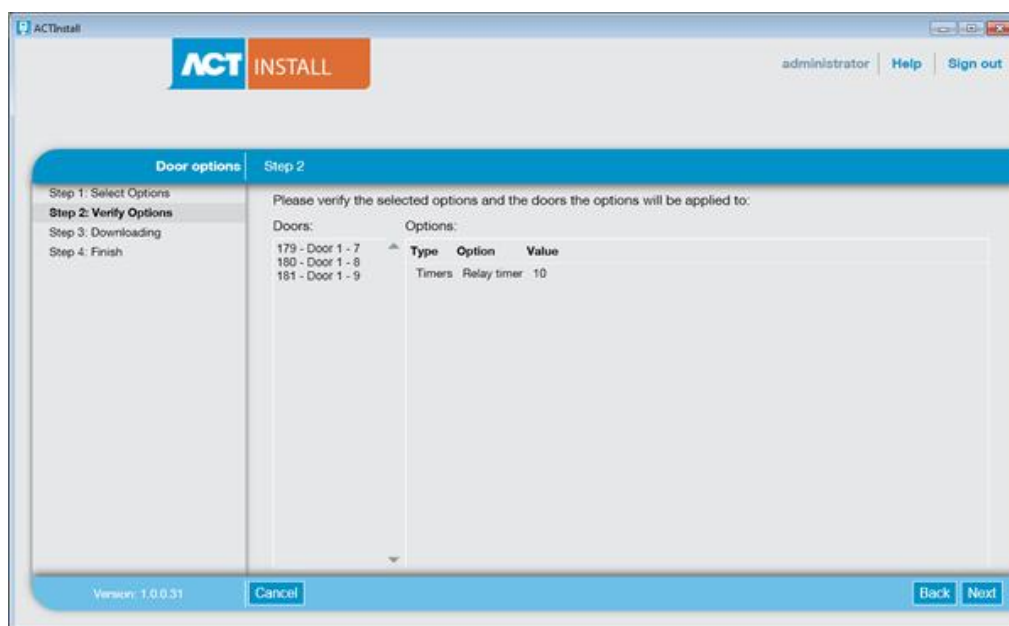 ACTInstall
ACT INSTALL
administrator Help Sign out
Door options Step 2
Step 1: Select Options
Step 2: Verify Options
Step 3: Downloading
Step 4: Finish
Please verify the selected options and the doors the options will be applied to:
Doors: Options:
179 - Door 1 - 7
180 - Door 1 - 8
181 - Door 1 - 9
Type Option Value
Timers Relay timer 10
Version: 1.0.0.31 Cancel Back Next